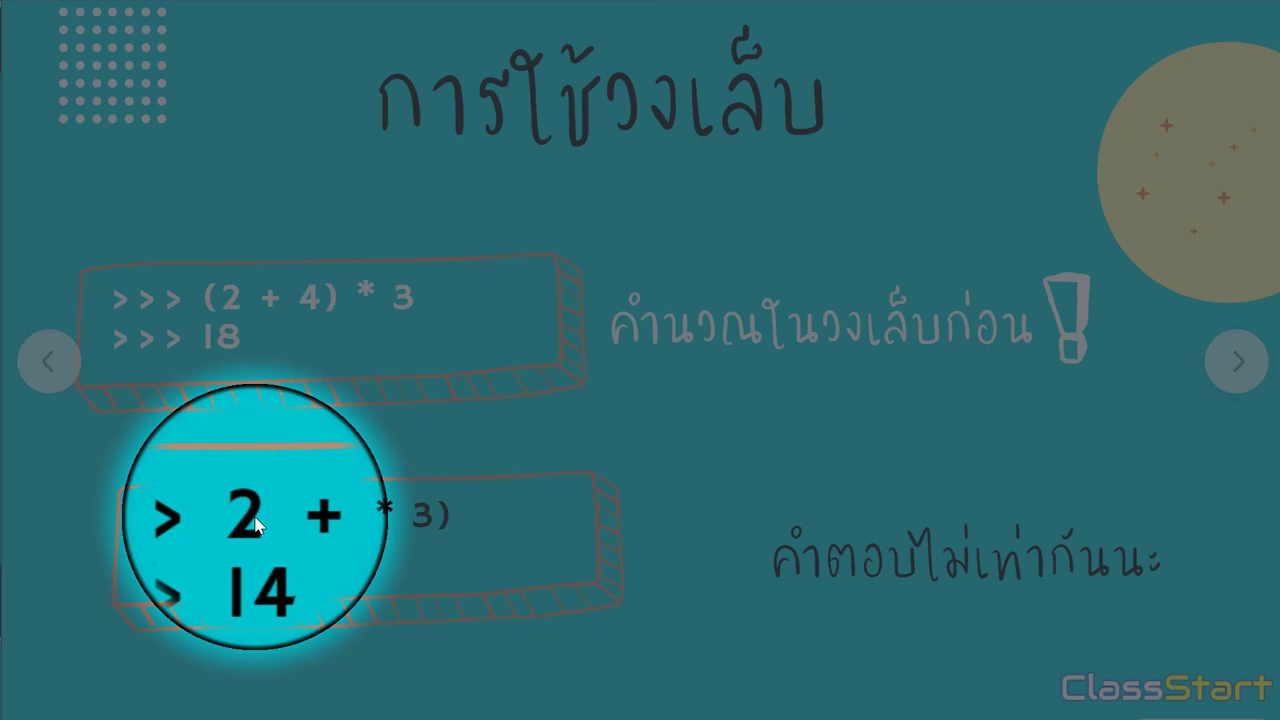 การใช้วงเล็บ
>>> (2 + 4) * 3
>>> 18
คำนวณในวงเล็บก่อน!
> 2 + * 3)
> 14
คำตอบไม่เท่ากันนะ
ClassStart